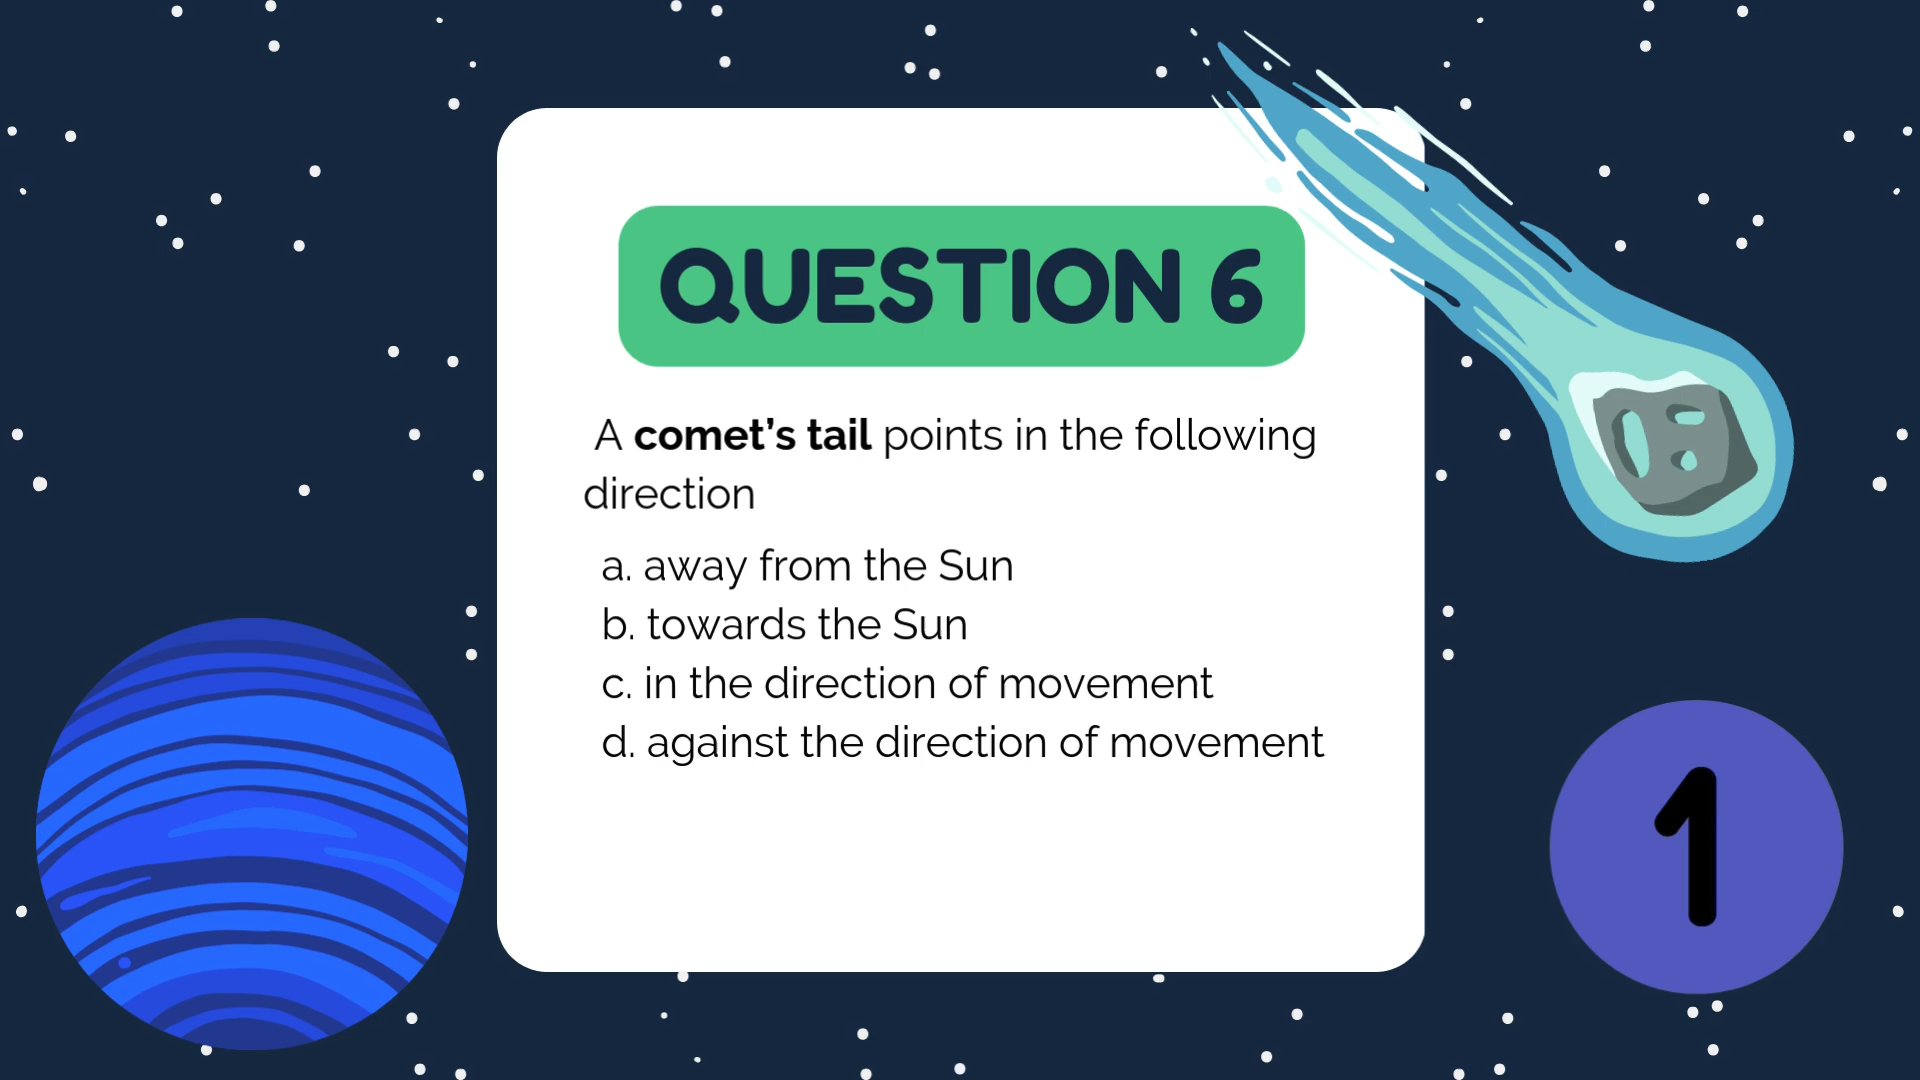 QUESTION 6
A comet’s tail points in the following
direction
a. away from the Sun
b. towards the Sun
c. in the direction of movement
d. against the direction of movement
1